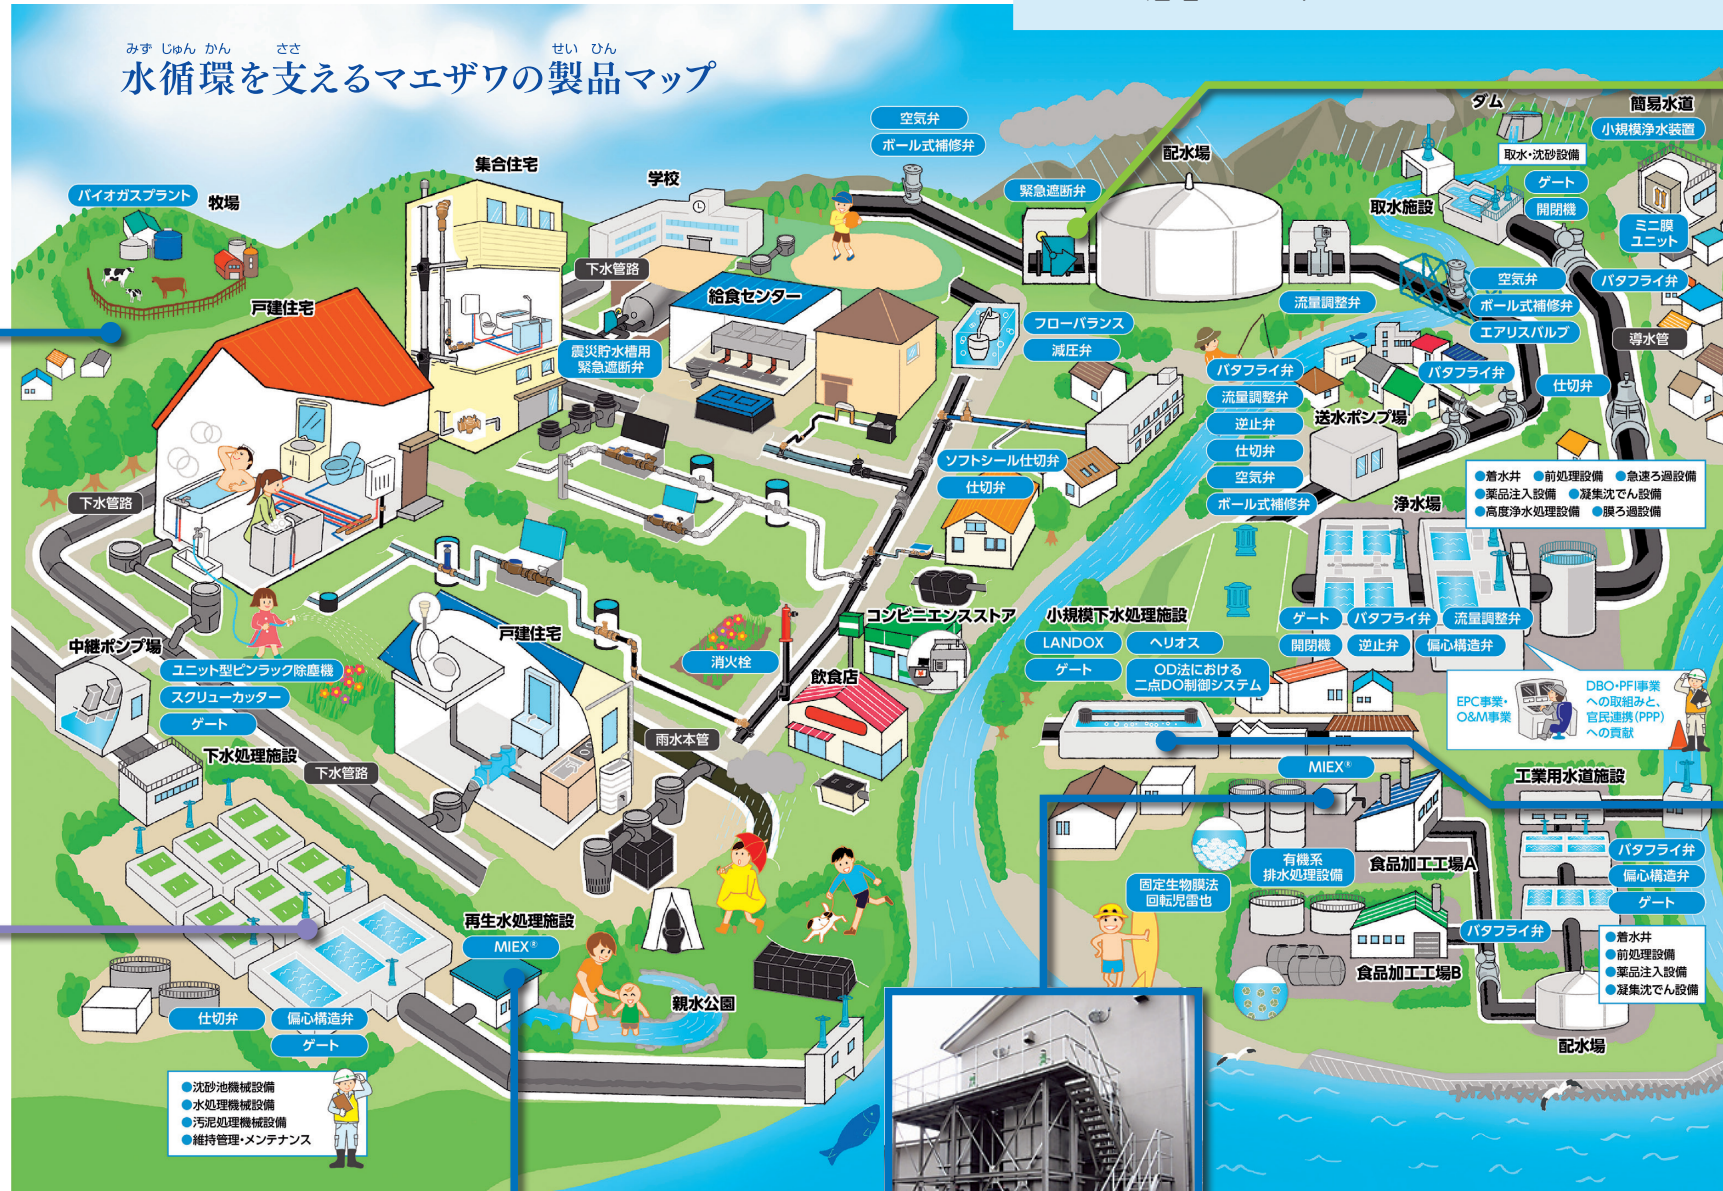 みず じゅん かん ささ せい ひん
水循環を支えるマエザワの製品マップ
バイオガスプラント
牧場
集合住宅
学校
空気弁
ボール式補修弁
緊急遮断弁
配水場
ダム
簡易水道
小規模浄水装置
取水・沈砂設備
取水施設
ゲート
開閉機
ミニ膜
ユニット
下水管路
戸建住宅
給食センター
震災貯水槽用
緊急遮断弁
フローバランス
減圧弁
流量調整弁
空気弁
ボール式補修弁
エアリスバルブ
バタフライ弁
導水管
バタフライ弁
仕切弁
バタフライ弁
流量調整弁
逆止弁
仕切弁
空気弁
ボール式補修弁
送水ポンプ場
ソフトシール仕切弁
仕切弁
下水管路
浄水場
●着水井 ●前処理設備 ●急速ろ過設備
●薬品注入設備 ●凝集沈でん設備
●高度浄水処理設備 ●膜ろ過設備
ゲート
バタフライ弁
流量調整弁
開閉機
逆止弁
偏心構造弁
EPC事業・
O&M事業
DBO・PFI事業
への取組みと、
官民連携(PPP)
への貢献
コンビニエンスストア
小規模下水処理施設
LANDOX
ヘリオス
ゲート
OD法における
二点DO制御システム
中継ポンプ場
ユニット型ピンラック除塵機
スクリューカッター
ゲート
戸建住宅
消火栓
飲食店
雨水本管
下水処理施設
下水管路
MIEX®
工業用水道施設
バタフライ弁
偏心構造弁
ゲート
有機系
排水処理設備
食品加工工場A
固定生物膜法
回転児雷也
バタフライ弁
食品加工工場B
●着水井
●前処理設備
●薬品注入設備
●凝集沈でん設備
配水場
再生水処理施設
MIEX®
親水公園
仕切弁
偏心構造弁
ゲート
●沈砂池機械設備
●水処理機械設備
●汚泥処理機械設備
●維持管理・メンテナンス